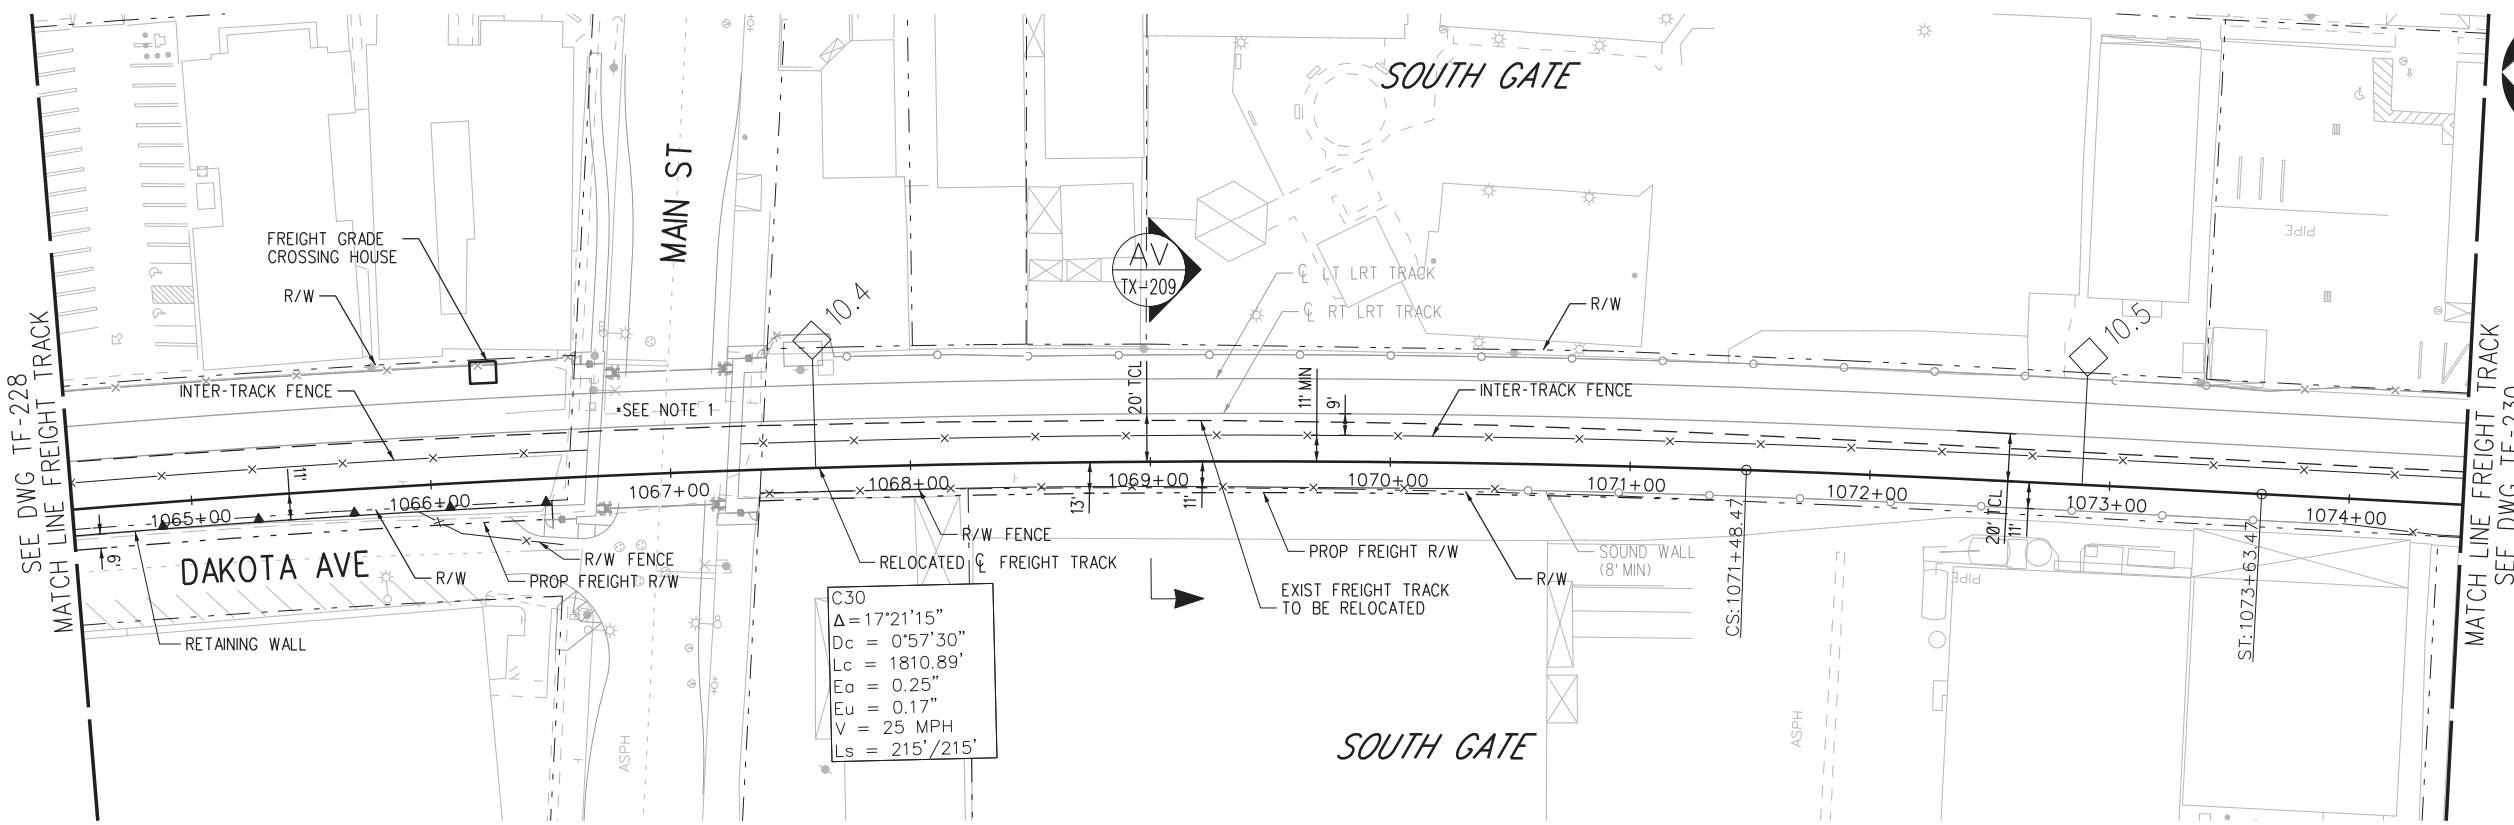 SOUTH GATE
MAIN ST
FREIGHT GRADE
CROSSING HOUSE
R/W
10.4
AV
TX-209
℄ LT LRT TRACK
℄ RT LRT TRACK
R/W
10.5
PIPE
SEE DWG TF-228
MATCH LINE FREIGHT TRACK
INTER-TRACK FENCE
*SEE NOTE 1
20' TCL
11' MIN
9'
INTER-TRACK FENCE
MATCH LINE FREIGHT TRACK
SEE DWG TF-230
11'
1065+00
1066+00
1067+00
1068+00
1069+00
1070+00
1071+00
1072+00
1073+00
1074+00
13'
11'
20' TCL
11'
9'
DAKOTA AVE
R/W
R/W FENCE
PROP FREIGHT R/W
R/W FENCE
RELOCATED ℄ FREIGHT TRACK
PROP FREIGHT R/W
EXIST FREIGHT TRACK
TO BE RELOCATED
R/W
SOUND WALL
(8' MIN)
CS:1071+48.47
ST:1073+63.47
PIPE
RETAINING WALL
C30
Δ=17°21'15"
Dc = 0°57'30"
Lc = 1810.89'
Ea = 0.25"
Eu = 0.17"
V = 25 MPH
Ls = 215'/215'
ASPH
SOUTH GATE
ASPH